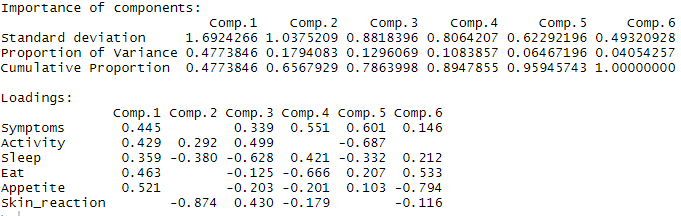 Importance of components:
                          Comp.1    Comp.2    Comp.3    Comp.4     Comp.5     Comp.6
Standard deviation     1.6924266 1.0375209 0.8818396 0.8064207 0.62292196 0.49320928
Proportion of Variance 0.4773846 0.1794083 0.1296069 0.1083857 0.06467196 0.04054257
Cumulative Proportion  0.4773846 0.6567929 0.7863998 0.8947855 0.95945743 1.00000000
Loadings:
              Comp.1 Comp.2 Comp.3 Comp.4 Comp.5 Comp.6
Symptoms       0.445         0.339  0.551  0.601  0.146
Activity       0.429  0.292  0.499        -0.687
Sleep          0.359 -0.380 -0.628  0.421 -0.332  0.212
Eat            0.463        -0.125 -0.666  0.207  0.533
Appetite       0.521        -0.203 -0.201  0.103 -0.794
Skin_reaction        -0.874  0.430 -0.179        -0.116